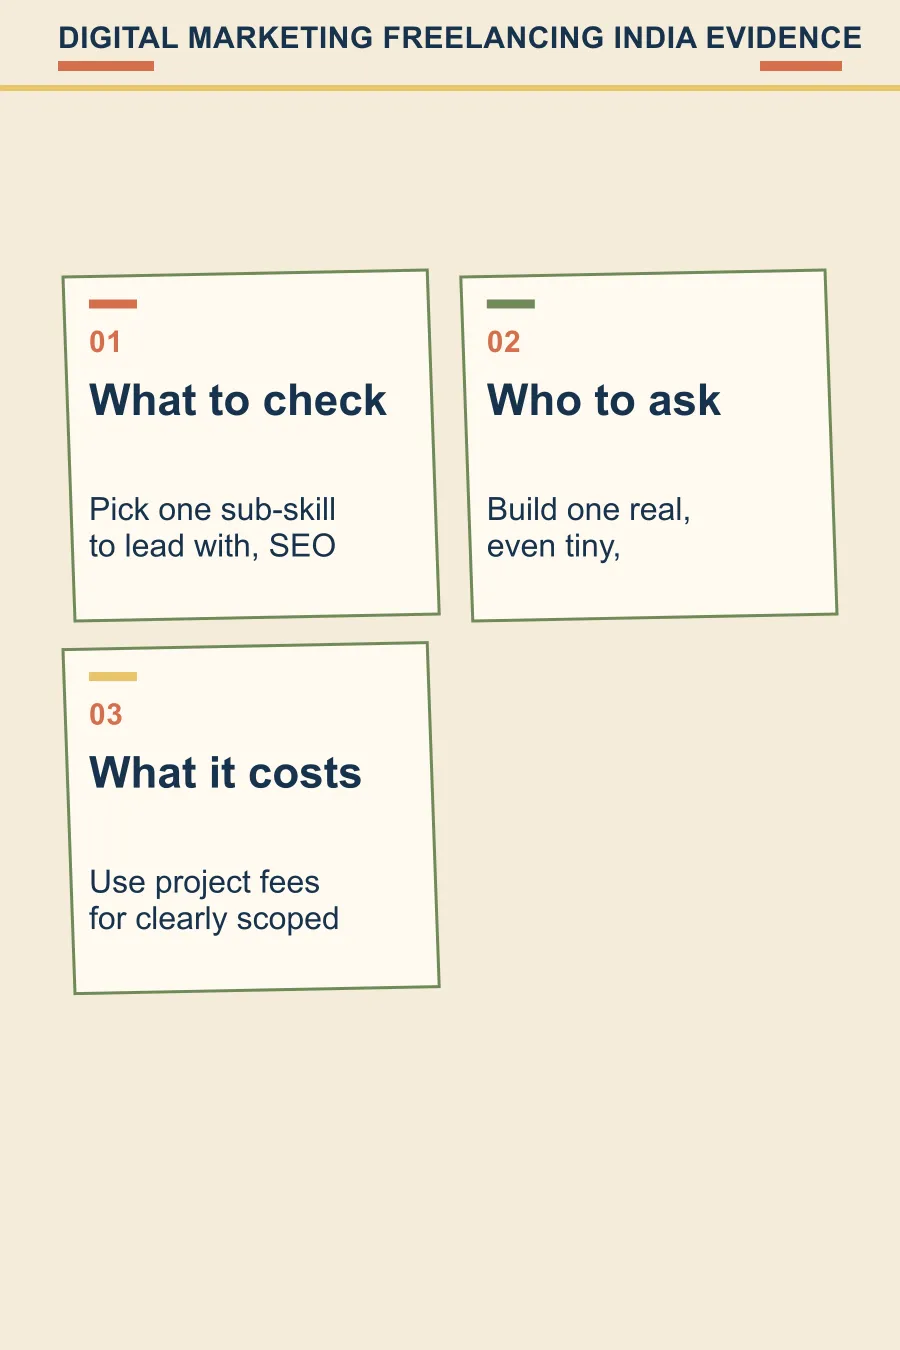 DIGITAL MARKETING FREELANCING INDIA EVIDENCE
01
What to check
Pick one sub-skill
to lead with, SEO
02
Who to ask
Build one real,
even tiny,
03
What it costs
Use project fees
for clearly scoped